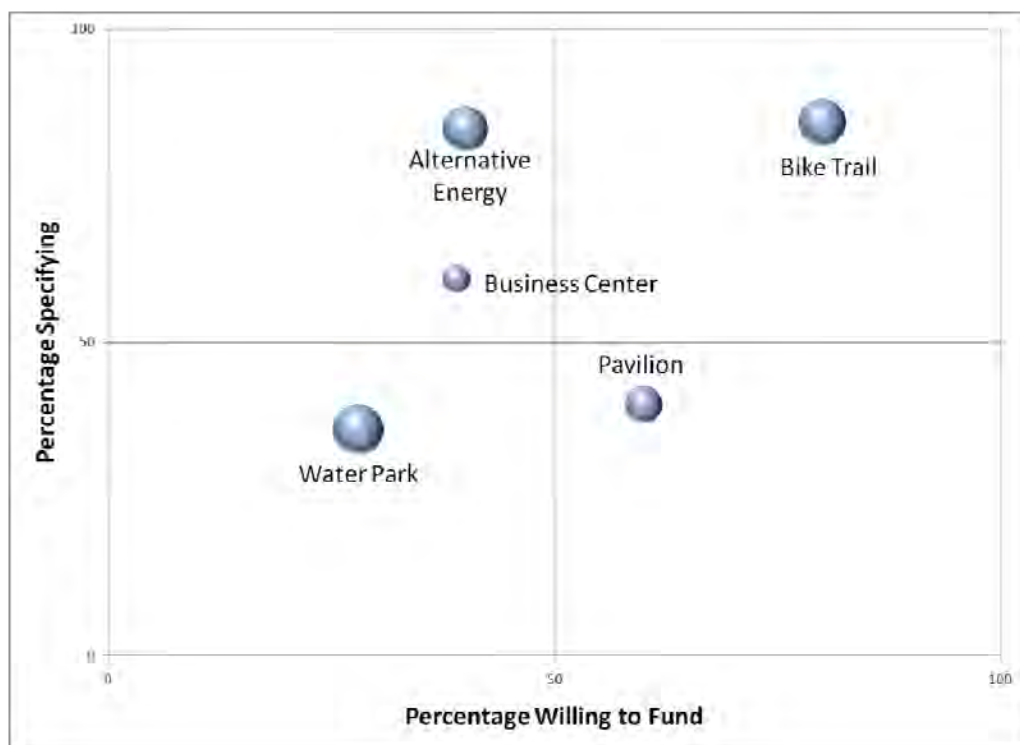 100
Alternative
Energy
Bike Trail
Business Center
50
Pavilion
Water Park
0
0
50
100
Percentage Specifying
Percentage Willing to Fund